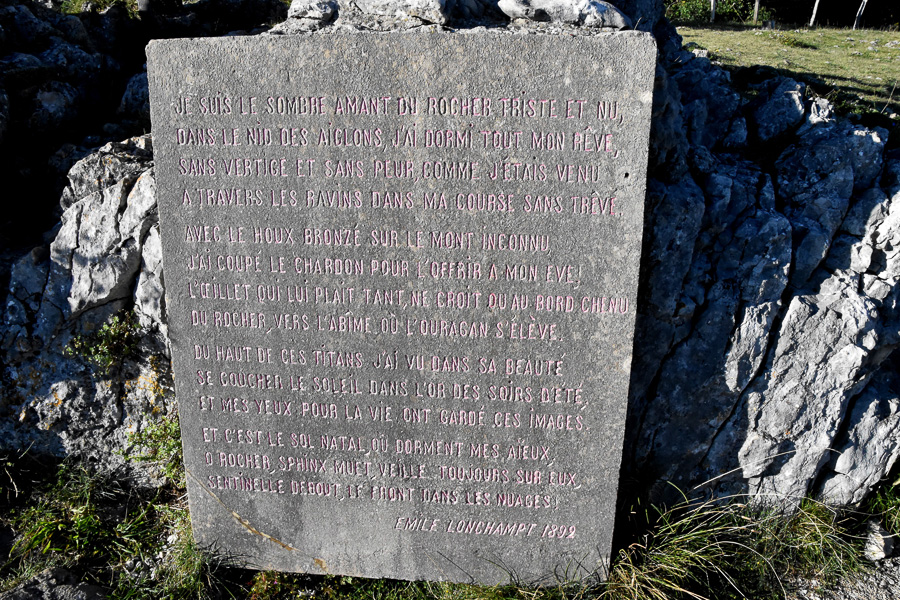 JE SUIS LE SOMBRE AMANT DU ROCHER TRISTE ET NU,
DANS LE NID DES AIGLONS, J'AI DORMI TOUT MON RÊVE,
SANS VERTIGE ET SANS PEUR COMME J'ÉTAIS VENU
A TRAVERS LES RAVINS DANS MA COURSE SANS TRÊVE.
AVEC LE HOUX BRONZÉ SUR LE MONT INCONNU
J'AI COUPÉ LE CHARDON POUR L'OFFRIR A MON EVE!
L'ŒILLET QUI LUI PLAIT TANT, NE CROIT QU'AU BORD CHENU
DU ROCHER, VERS L'ABÎME, OÙ L'OURAGAN S'ÉLÈVE.
DU HAUT DE CES TITANS J'AI VU DANS SA BEAUTÉ
SE COUCHER LE SOLEIL DANS L'OR DES SOIRS D'ÉTÉ,
ET MES YEUX POUR LA VIE ONT GARDÉ CES IMAGES.
ET C'EST LE SOL NATAL, OÙ DORMENT MES AÏEUX,
O ROCHER, SPHINX MUET, VEILLE TOUJOURS SUR EUX,
SENTINELLE DEBOUT, LE FRONT DANS LES NUAGES.
EMILE LONCHAMPT 1892